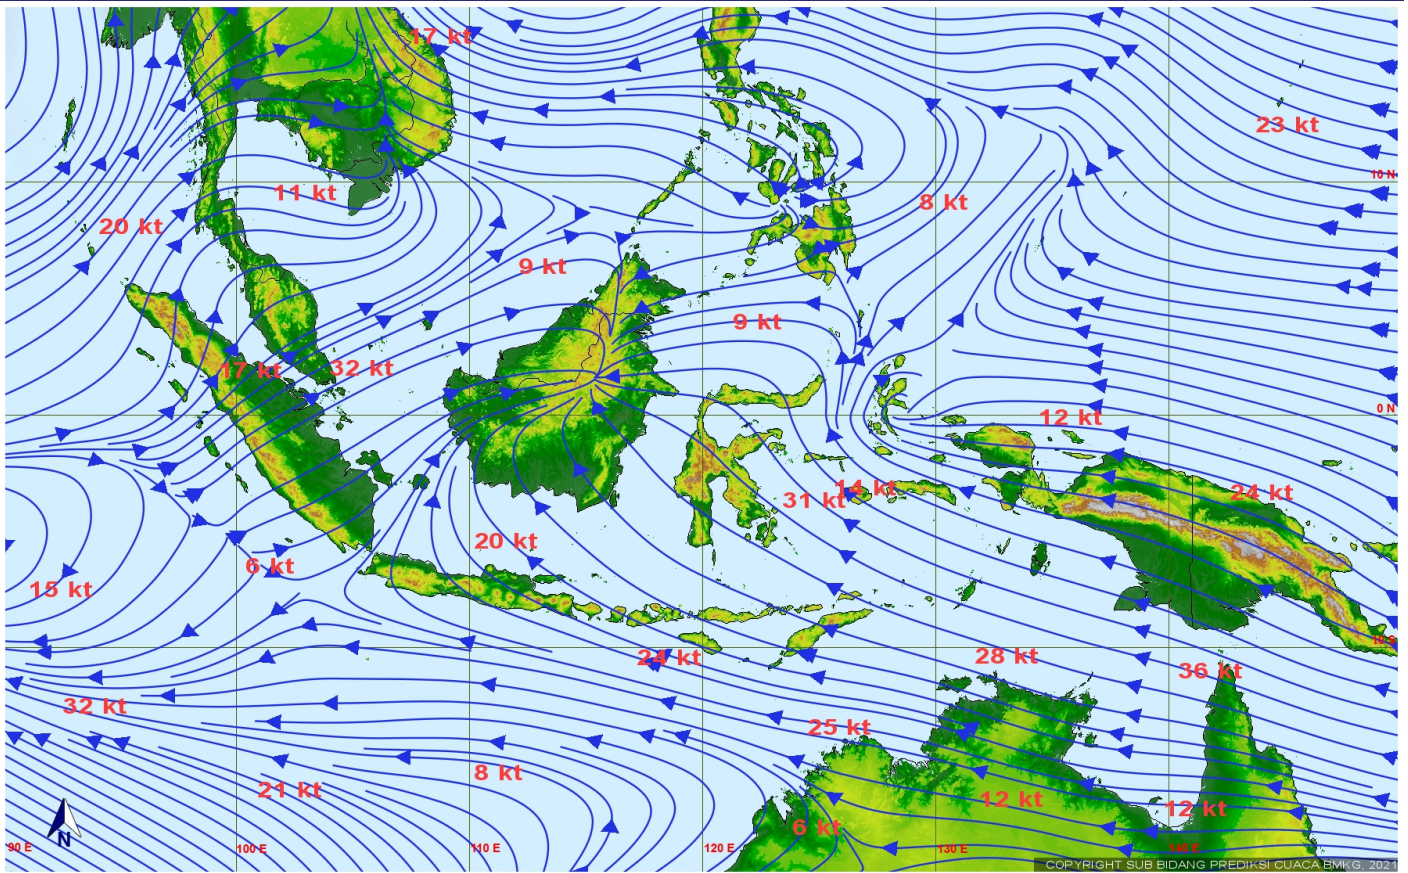 17 kt
23 kt
10 N
11 kt
8 kt
20 kt
9 kt
9 kt
17 kt
32 kt
0 N
12 kt
14 kt
31 kt
24 kt
20 kt
6 kt
15 kt
10 S
24 kt
28 kt
36 kt
32 kt
25 kt
8 kt
21 kt
12 kt
12 kt
6 kt
N
90 E
100 E
110 E
120 E
130 E
140 E
COPYRIGHT SUB BIDANG PREDIKSI CUACA BMKG, 2021